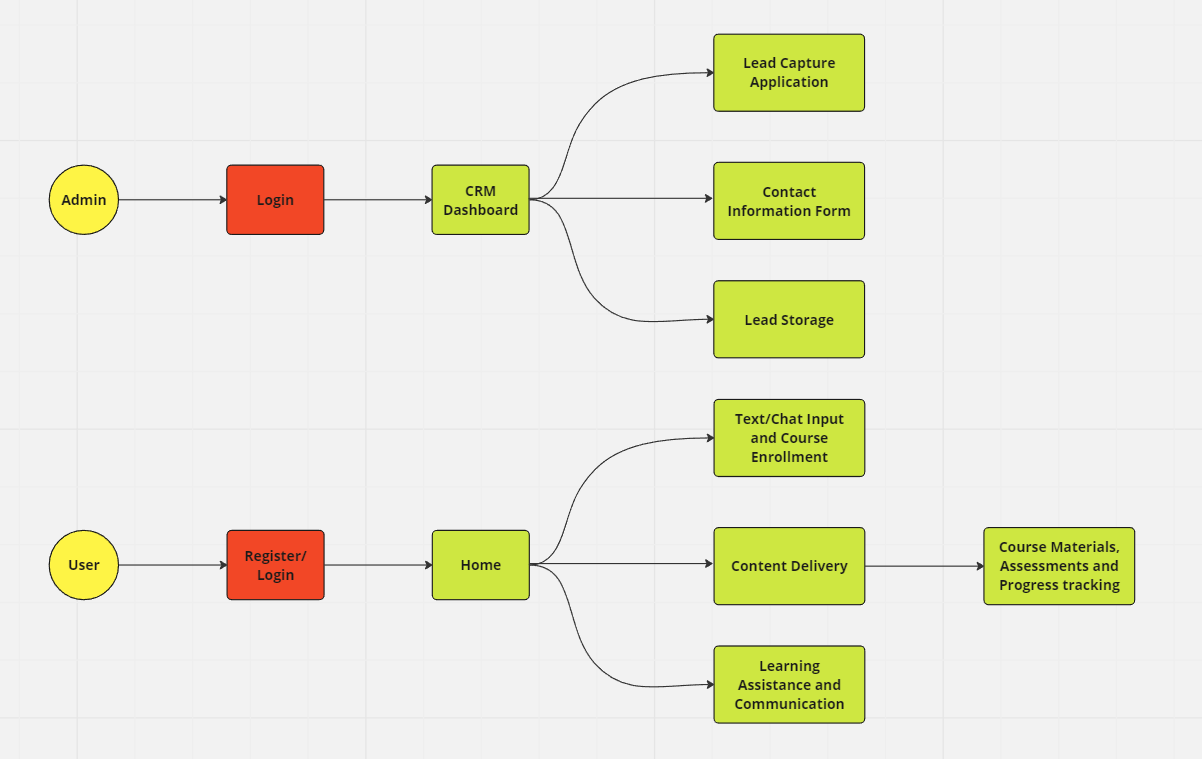 Lead Capture
Application
Admin
Login
CRM
Dashboard
Contact
Information Form
Lead Storage
Text/Chat Input
and Course
Enrollment
User
Register/
Login
Home
Content Delivery
Course Materials,
Assessments and
Progress tracking
Learning
Assistance and
Communication